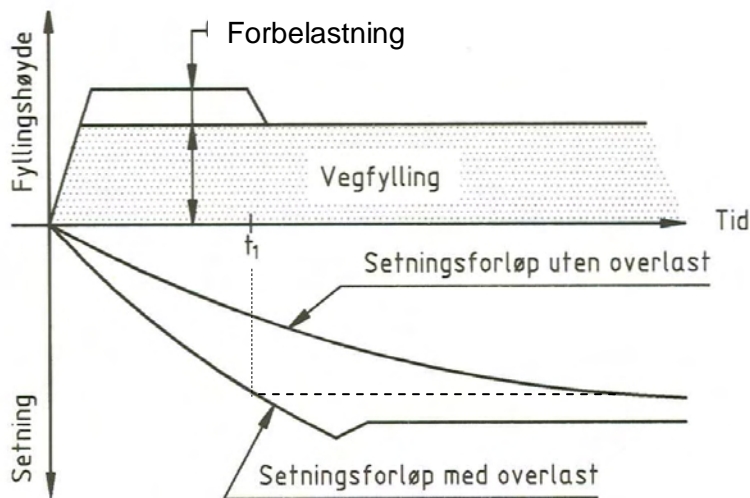 Forbelastning
Fyllingshøyde
Vegfylling
Tid
t₁
Setningsforløp uten overlast
Setning
Setningsforløp med overlast